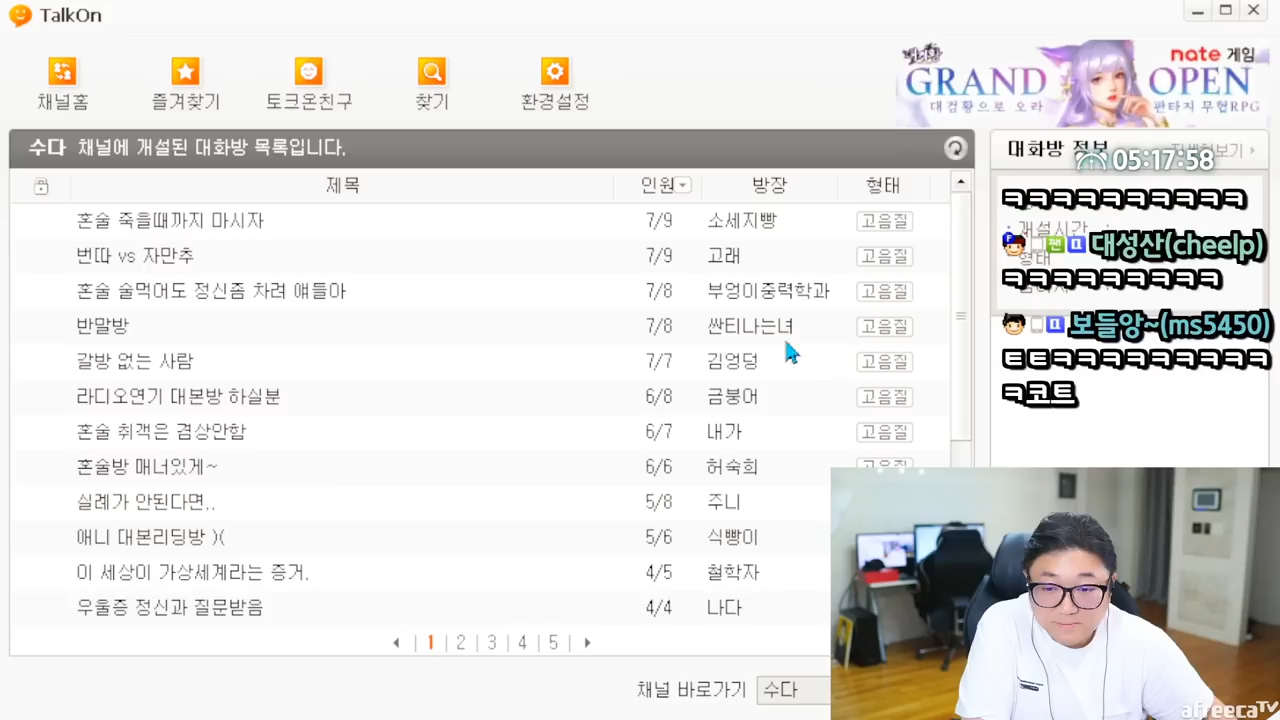 TalkOn
채널홈 즐겨찾기 토크온친구 찾기 환경설정
nate 게임
GRAND OPEN
대검황으로 오라 판타지 무협RPG
수다 채널에 개설된 대화방 목록입니다.
대화방 정보
05:17:58
제목 인원 방장 형태
혼술 죽을때까지 마시자 7/9 소세지빵 고음질
번따 vs 자만추 7/9 고래 고음질
혼술 술먹어도 정신좀 차려 얘들아 7/8 부엉이중력학과 고음질
반말방 7/8 싼티나는녀 고음질
갈방 없는 사람 7/7 김엉덩 고음질
라디오연기 대본방 하실분 6/8 금붕어 고음질
혼술 취객은 겸상안함 6/7 내가 고음질
혼술방 매너있게~ 6/6 허숙희 고음질
실례가 안된다면.. 5/8 주니
애니 대본리딩방 )( 5/6 식빵이
이 세상이 가상세계라는 증거. 4/5 철학자
우울증 정신과 질문받음 4/4 나다
1 | 2 | 3 | 4 | 5
채널 바로가기 수다
ㅋㅋㅋㅋㅋㅋㅋㅋㅋㅋ
개설시간
대성산(cheelp)
형태
ㅋㅋㅋㅋㅋㅋㅋㅋㅋ
보들앙~(ms5450)
ㅌㅌㅋㅋㅋㅋㅋㅋㅋㅋㅋ
ㅋ코트
afreecaTV